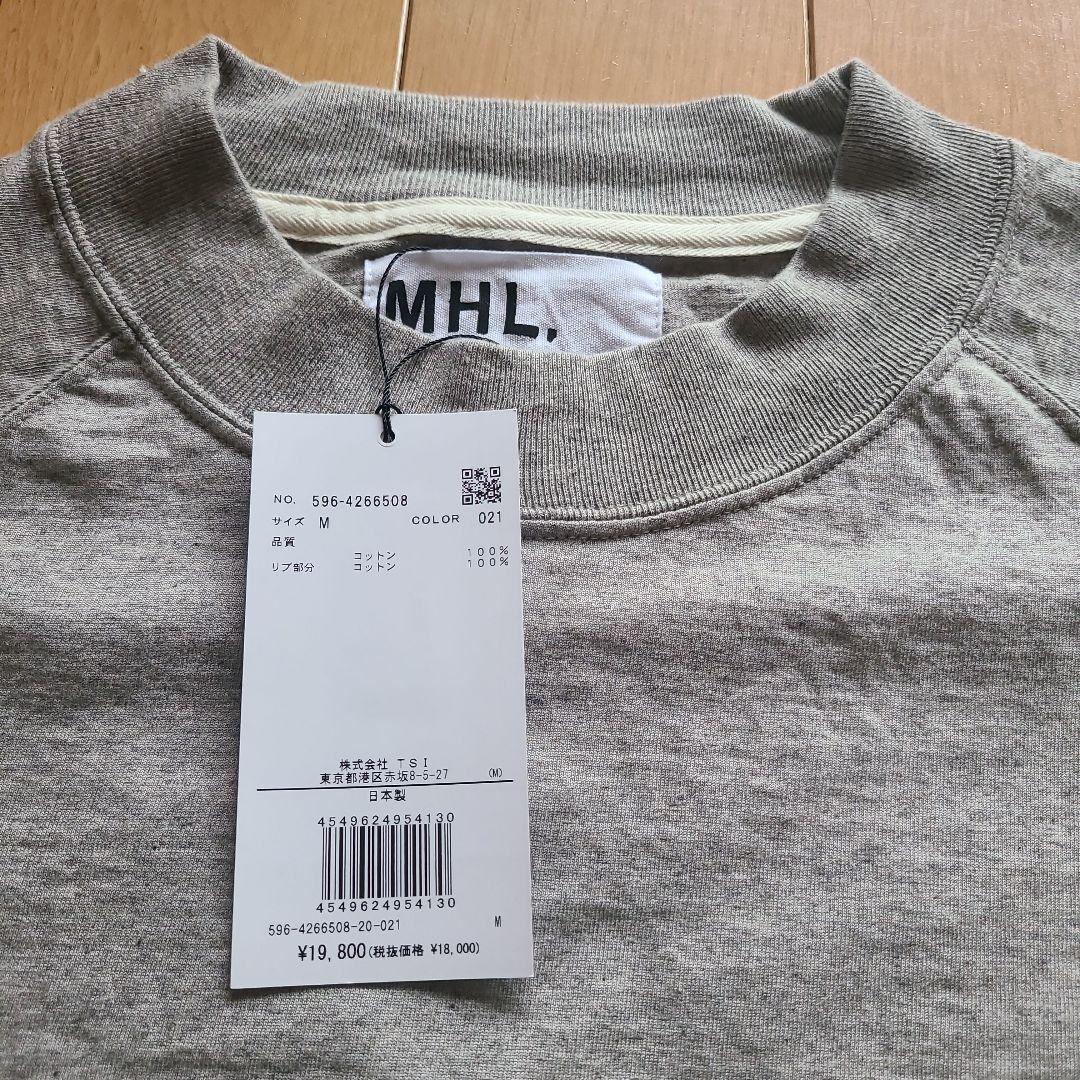 MHL.
NO. 596-4266508
サイズ M COLOR 021
品質
コットン 100%
リブ部分 コットン 100%
株式会社 TSI
東京都港区赤坂8-5-27 (M)
日本製
4549624954130
4549624954130
596-4266508-20-021 M
¥19,800(税抜価格 ¥18,000)